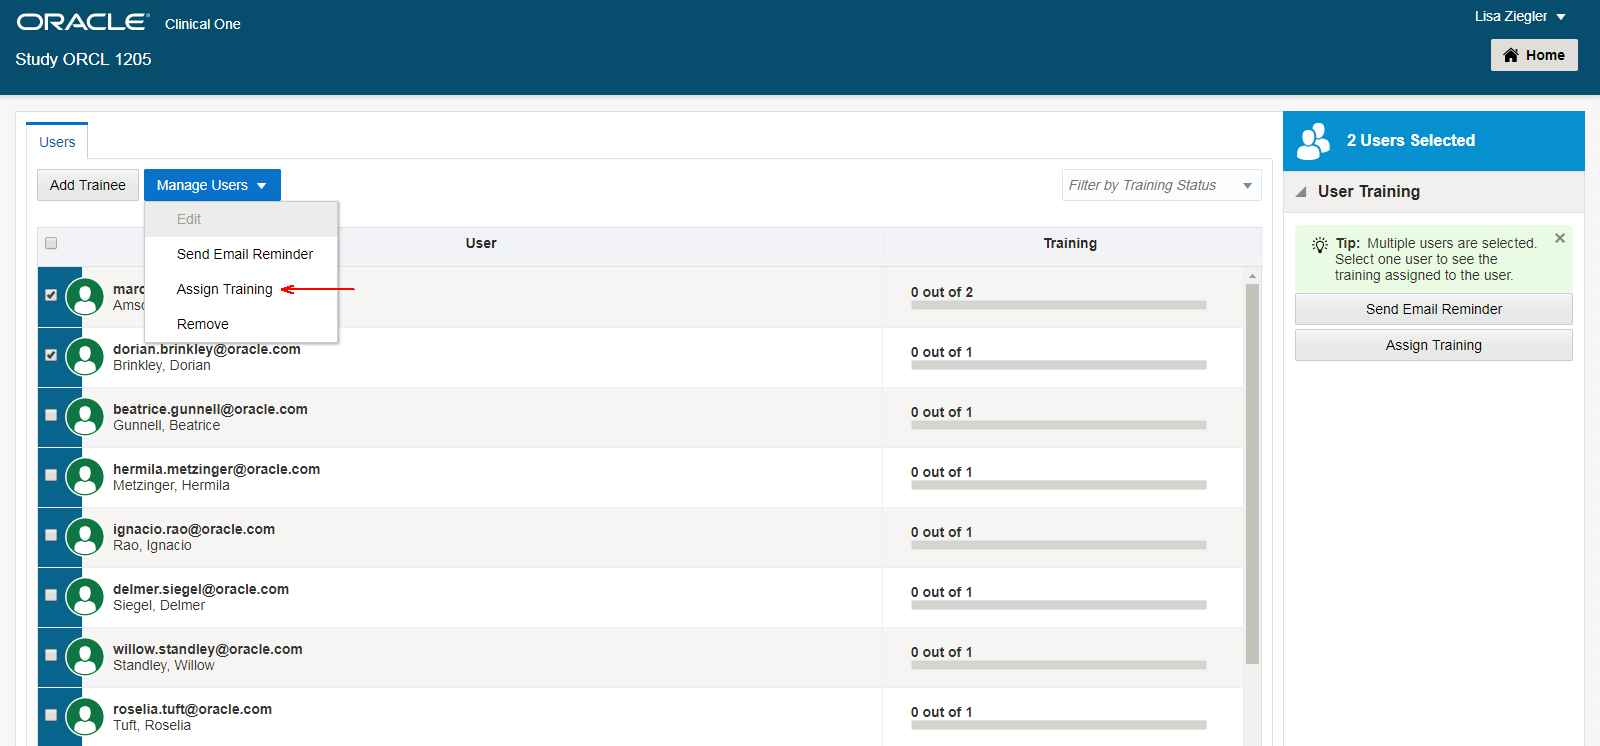 ORACLE Clinical One
Lisa Ziegler
Study ORCL 1205
Home
Users
2 Users Selected
Add Trainee
Manage Users
Filter by Training Status
User Training
Edit
Send Email Reminder
Assign Training
Remove
User
Training
Tip: Multiple users are selected.
Select one user to see the
training assigned to the user.
Send Email Reminder
Assign Training
0 out of 2
dorian.brinkley@oracle.com
Brinkley, Dorian
0 out of 1
beatrice.gunnell@oracle.com
Gunnell, Beatrice
0 out of 1
hermila.metzinger@oracle.com
Metzinger, Hermila
0 out of 1
ignacio.rao@oracle.com
Rao, Ignacio
0 out of 1
delmer.siegel@oracle.com
Siegel, Delmer
0 out of 1
willow.standley@oracle.com
Standley, Willow
0 out of 1
roselia.tuft@oracle.com
Tuft, Roselia
0 out of 1